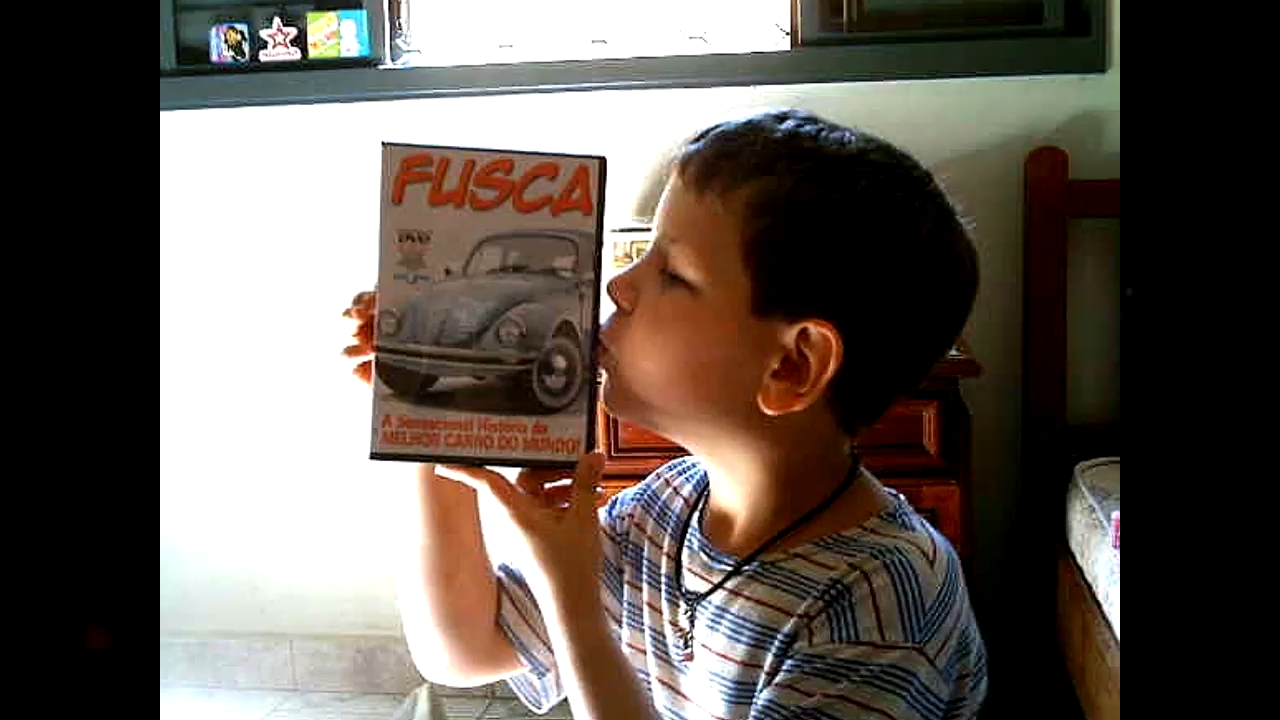 FUSCA
DVD
A Sensacional História do
MELHOR CARRO DO MUNDO!